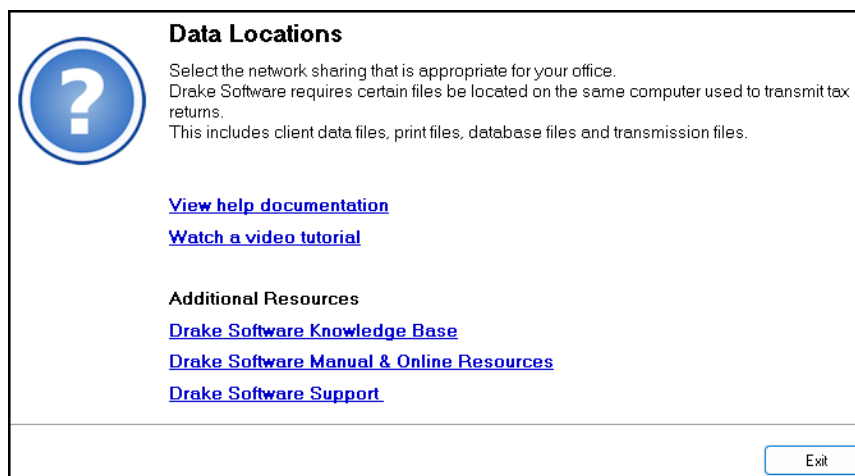 Data Locations
Select the network sharing that is appropriate for your office.
Drake Software requires certain files be located on the same computer used to transmit tax
returns.
This includes client data files, print files, database files and transmission files.
View help documentation
Watch a video tutorial
Additional Resources
Drake Software Knowledge Base
Drake Software Manual & Online Resources
Drake Software Support
Exit